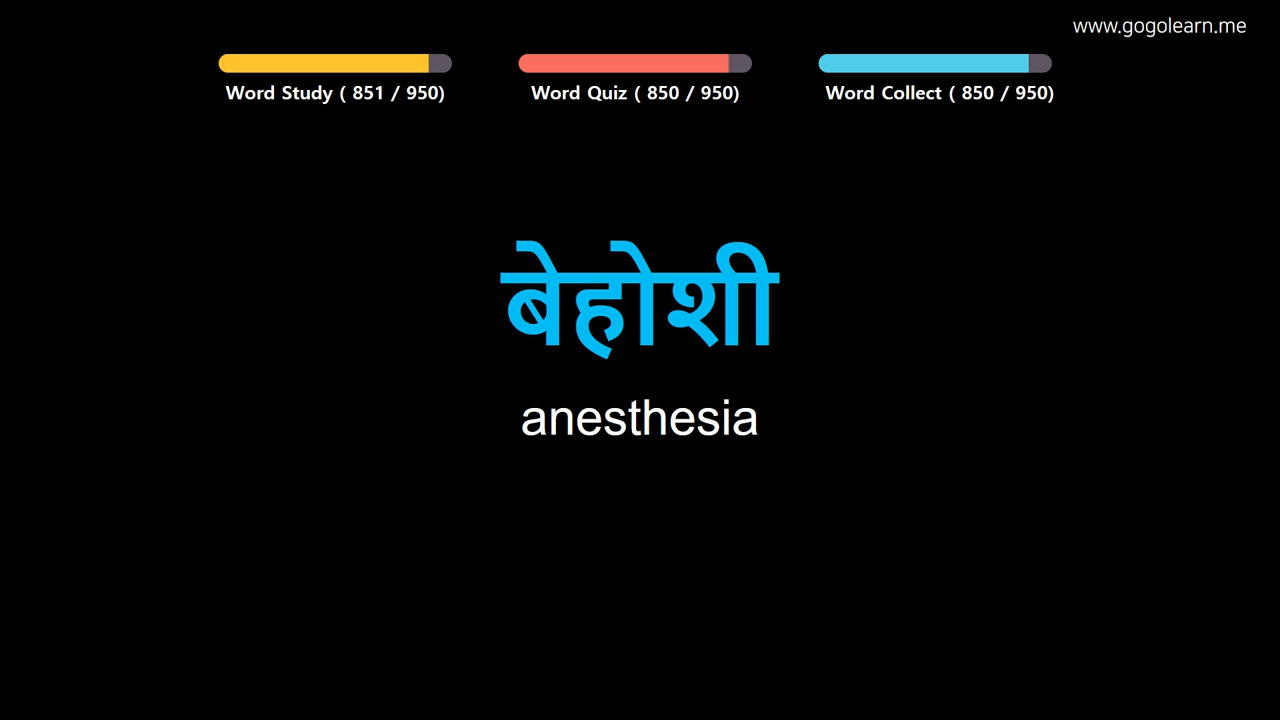 www.gogolearn.me
Word Study ( 851 / 950)
Word Quiz ( 850 / 950)
Word Collect ( 850 / 950)
बेहोशी
anesthesia